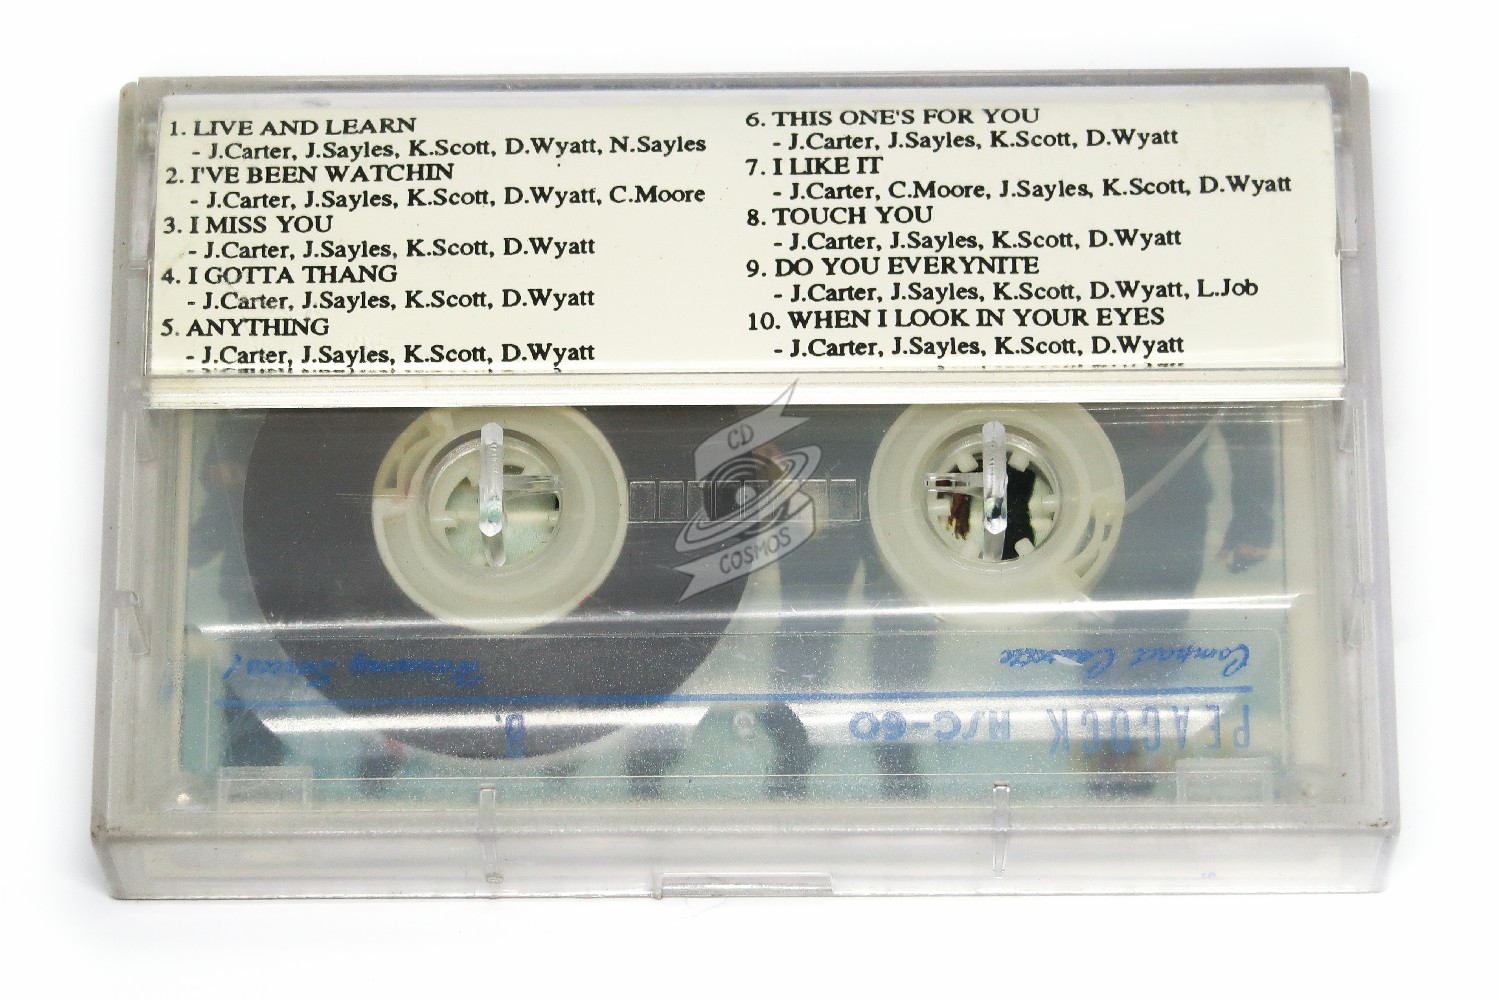 1. LIVE AND LEARN
- J.Carter, J.Sayles, K.Scott, D.Wyatt, N.Sayles
2. I'VE BEEN WATCHIN
- J.Carter, J.Sayles, K.Scott, D.Wyatt, C.Moore
3. I MISS YOU
- J.Carter, J.Sayles, K.Scott, D.Wyatt
4. I GOTTA THANG
- J.Carter, J.Sayles, K.Scott, D.Wyatt
5. ANYTHING
- J.Carter, J.Sayles, K.Scott, D.Wyatt
6. THIS ONE'S FOR YOU
- J.Carter, J.Sayles, K.Scott, D.Wyatt
7. I LIKE IT
- J.Carter, C.Moore, J.Sayles, K.Scott, D.Wyatt
8. TOUCH YOU
- J.Carter, J.Sayles, K.Scott, D.Wyatt
9. DO YOU EVERYNITE
- J.Carter, J.Sayles, K.Scott, D.Wyatt, L.Job
10. WHEN I LOOK IN YOUR EYES
- J.Carter, J.Sayles, K.Scott, D.Wyatt
CD
COSMOS
Compact Cassette
PEACOCK N/C-60